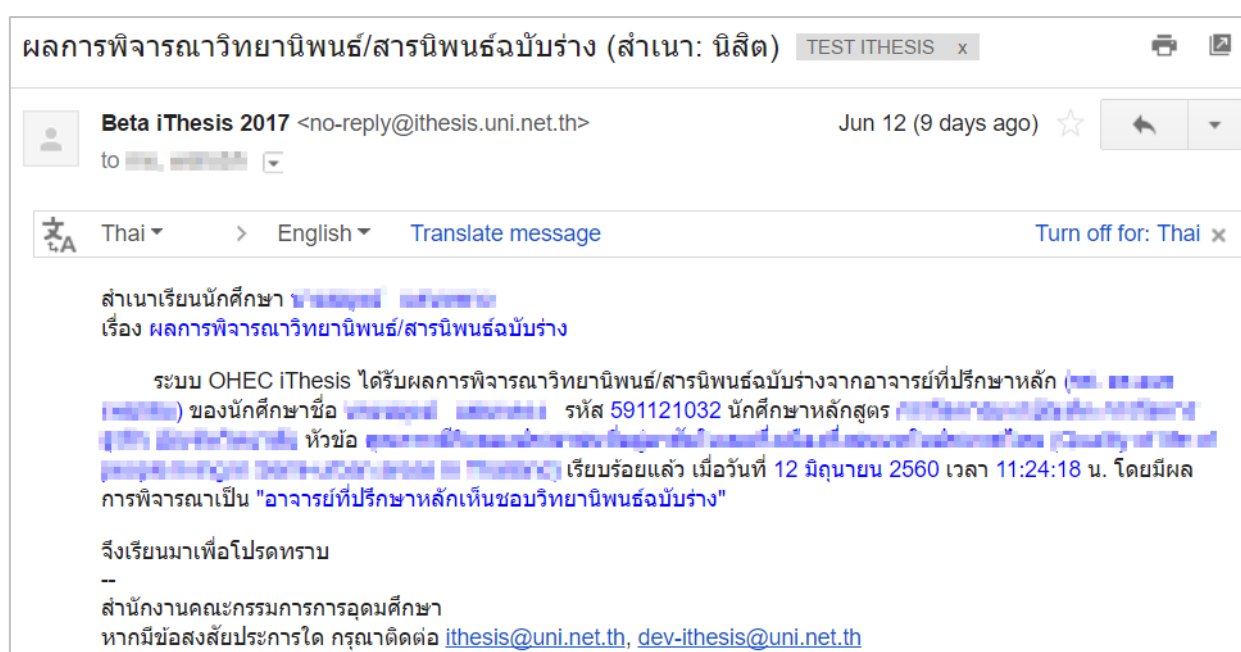 ผลการพิจารณาวิทยานิพนธ์/สารนิพนธ์ฉบับร่าง (สำเนา: นิสิต) TEST ITHESIS x
Beta iThesis 2017 <no-reply@ithesis.uni.net.th> Jun 12 (9 days ago)
to
Thai > English Translate message Turn off for: Thai x
สำเนาเรียนนักศึกษา
เรื่อง ผลการพิจารณาวิทยานิพนธ์/สารนิพนธ์ฉบับร่าง
ระบบ OHEC iThesis ได้รับผลการพิจารณาวิทยานิพนธ์/สารนิพนธ์ฉบับร่างจากอาจารย์ที่ปรึกษาหลัก (
) ของนักศึกษาชื่อ รหัส 591121032 นักศึกษาหลักสูตร
หัวข้อ
เรียบร้อยแล้ว เมื่อวันที่ 12 มิถุนายน 2560 เวลา 11:24:18 น. โดยมีผล
การพิจารณาเป็น "อาจารย์ที่ปรึกษาหลักเห็นชอบวิทยานิพนธ์ฉบับร่าง"
จึงเรียนมาเพื่อโปรดทราบ
--
สำนักงานคณะกรรมการการอุดมศึกษา
หากมีข้อสงสัยประการใด กรุณาติดต่อ ithesis@uni.net.th, dev-ithesis@uni.net.th